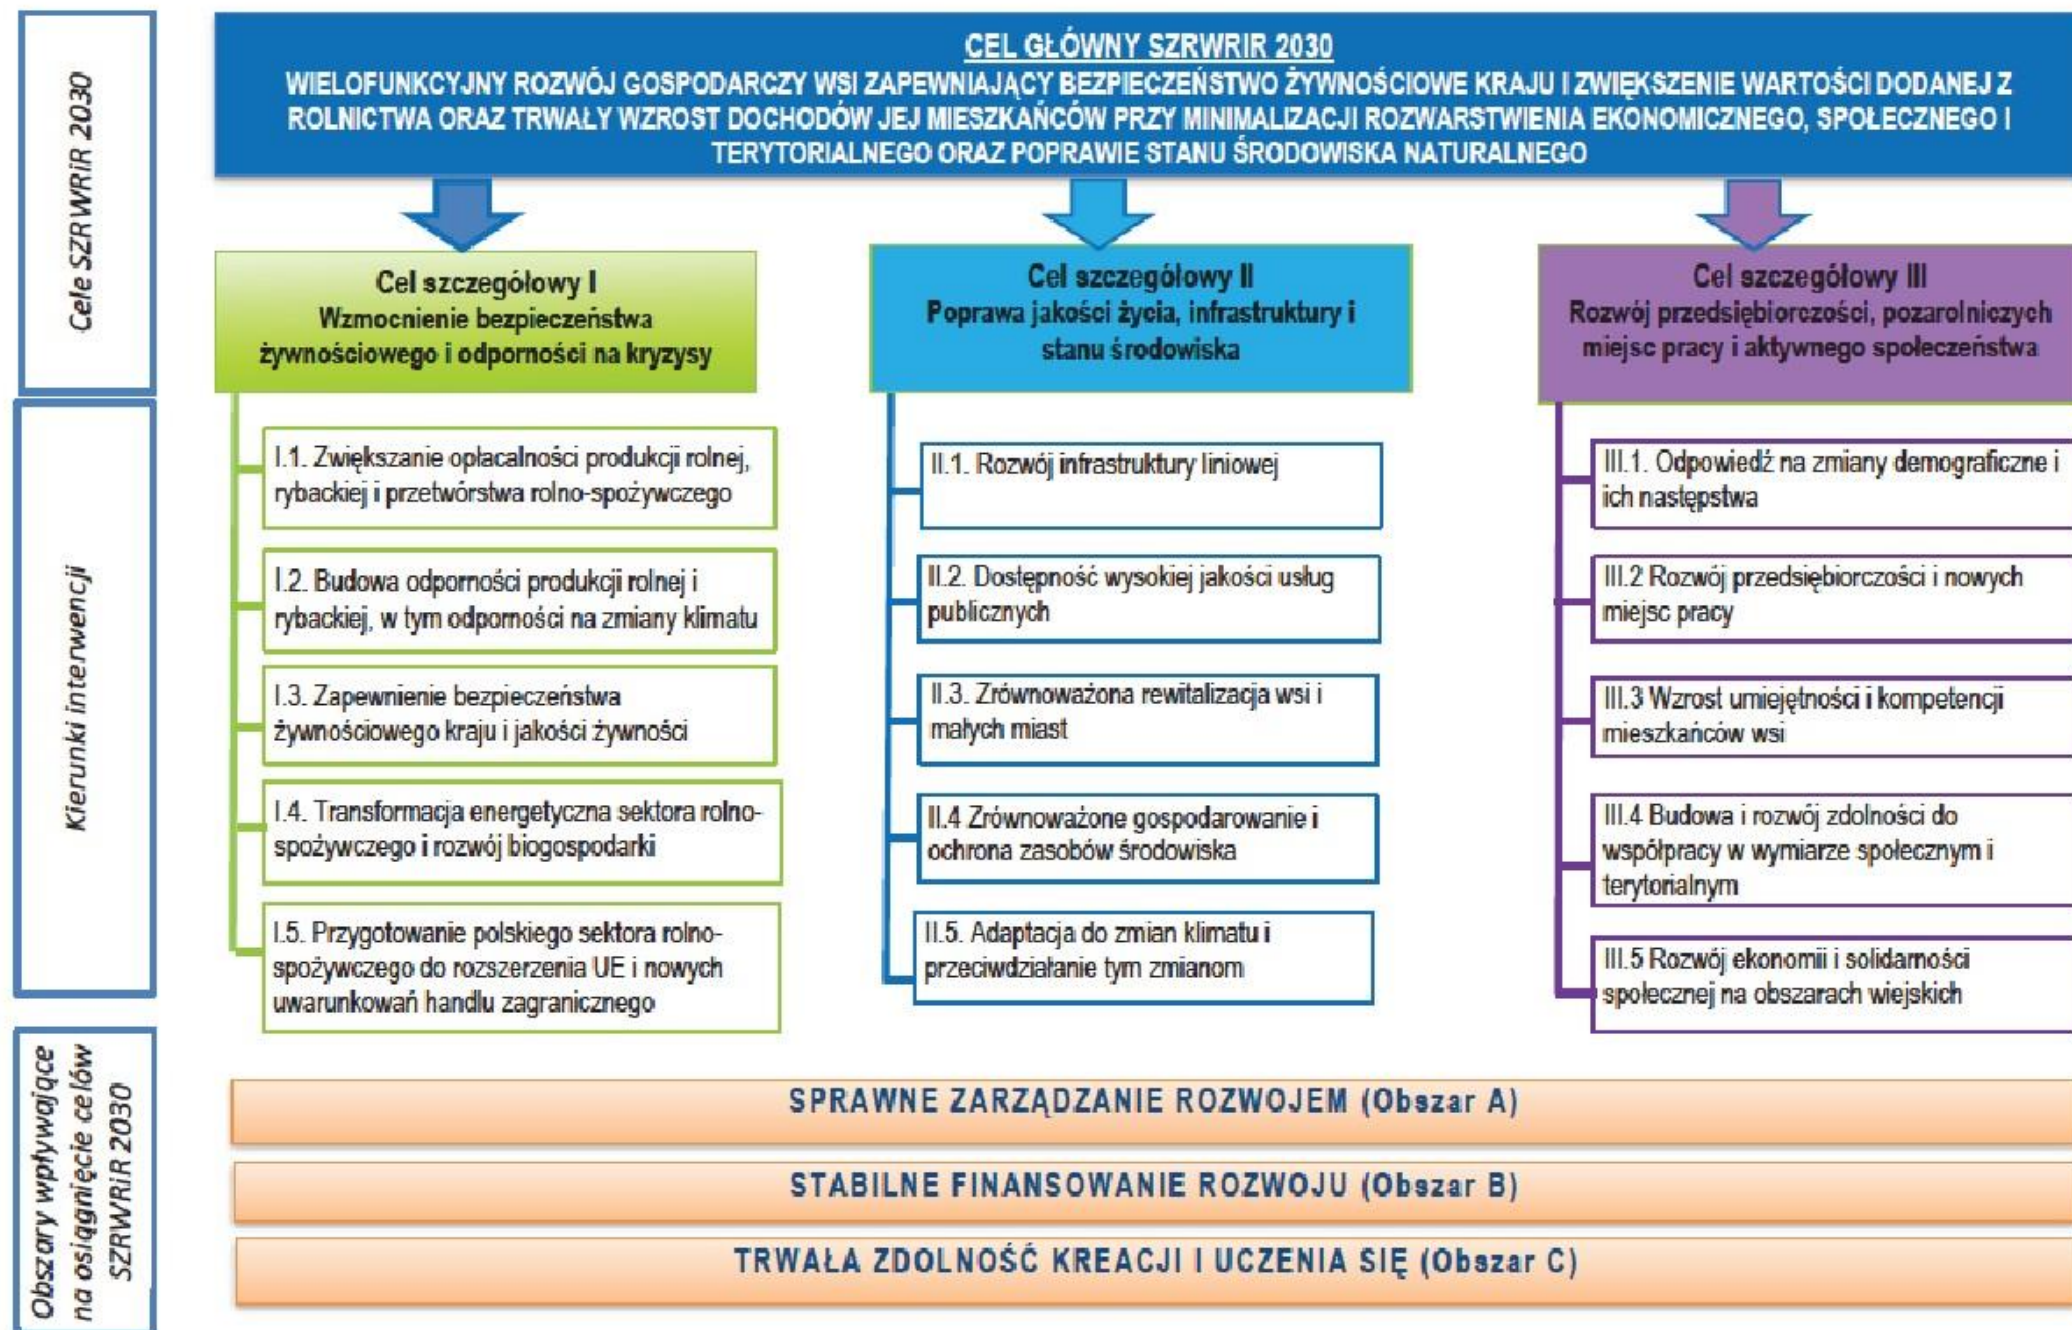 Cele SZRWRiR 2030
CEL GŁÓWNY SZRWRIR 2030
WIELOFUNKCYJNY ROZWÓJ GOSPODARCZY WSI ZAPEWNIAJĄCY BEZPIECZEŃSTWO ŻYWNOŚCIOWE KRAJU I ZWIĘKSZENIE WARTOŚCI DODANEJ Z
ROLNICTWA ORAZ TRWAŁY WZROST DOCHODÓW JEJ MIESZKAŃCÓW PRZY MINIMALIZACJI ROZWARSTWIENIA EKONOMICZNEGO, SPOŁECZNEGO I
TERYTORIALNEGO ORAZ POPRAWIE STANU ŚRODOWISKA NATURALNEGO
Cel szczegółowy I
Wzmocnienie bezpieczeństwa
żywnościowego i odporności na kryzysy
Cel szczegółowy II
Poprawa jakości życia, infrastruktury i
stanu środowiska
Cel szczegółowy III
Rozwój przedsiębiorczości, pozarolniczych
miejsc pracy i aktywnego społeczeństwa
Kierunki interwencji
I.1. Zwiększanie opłacalności produkcji rolnej,
rybackiej i przetwórstwa rolno-spożywczego
I.2. Budowa odporności produkcji rolnej i
rybackiej, w tym odporności na zmiany klimatu
I.3. Zapewnienie bezpieczeństwa
żywnościowego kraju i jakości żywności
I.4. Transformacja energetyczna sektora rolno-
spożywczego i rozwój biogospodarki
I.5. Przygotowanie polskiego sektora rolno-
spożywczego do rozszerzenia UE i nowych
uwarunkowań handlu zagranicznego
II.1. Rozwój infrastruktury liniowej
II.2. Dostępność wysokiej jakości usług
publicznych
II.3. Zrównoważona rewitalizacja wsi i
małych miast
II.4 Zrównoważone gospodarowanie i
ochrona zasobów środowiska
II.5. Adaptacja do zmian klimatu i
przeciwdziałanie tym zmianom
III.1. Odpowiedź na zmiany demograficzne i
ich następstwa
III.2 Rozwój przedsiębiorczości i nowych
miejsc pracy
III.3 Wzrost umiejętności i kompetencji
mieszkańców wsi
III.4 Budowa i rozwój zdolności do
współpracy w wymiarze społecznym i
terytorialnym
III.5 Rozwój ekonomii i solidarności
społecznej na obszarach wiejskich
Obszary wpływające
na osiągnięcie celów
SZRWRiR 2030
SPRAWNE ZARZĄDZANIE ROZWOJEM (Obszar A)
STABILNE FINANSOWANIE ROZWOJU (Obszar B)
TRWAŁA ZDOLNOŚĆ KREACJI I UCZENIA SIĘ (Obszar C)